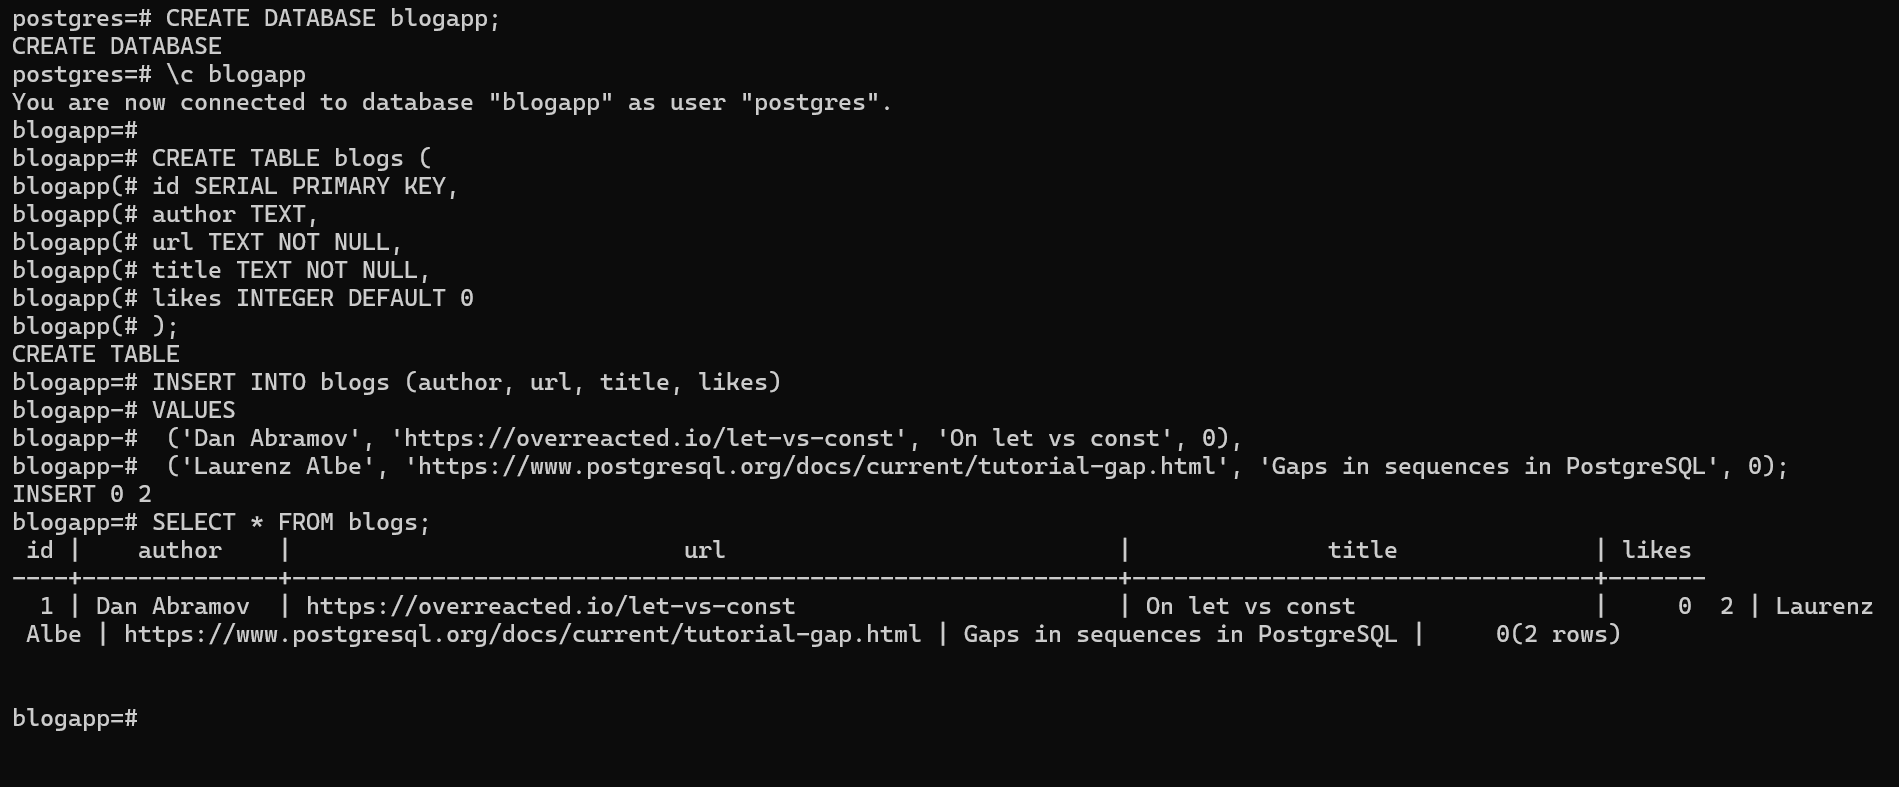 postgres=# CREATE DATABASE blogapp;
CREATE DATABASE
postgres=# \c blogapp
You are now connected to database "blogapp" as user "postgres".
blogapp=#
blogapp=# CREATE TABLE blogs (
blogapp(# id SERIAL PRIMARY KEY,
blogapp(# author TEXT,
blogapp(# url TEXT NOT NULL,
blogapp(# title TEXT NOT NULL,
blogapp(# likes INTEGER DEFAULT 0
blogapp(# );
CREATE TABLE
blogapp=# INSERT INTO blogs (author, url, title, likes)
blogapp-# VALUES
blogapp-#  ('Dan Abramov', 'https://overreacted.io/let-vs-const', 'On let vs const', 0),
blogapp-#  ('Laurenz Albe', 'https://www.postgresql.org/docs/current/tutorial-gap.html', 'Gaps in sequences in PostgreSQL', 0);
INSERT 0 2
blogapp=# SELECT * FROM blogs;
 id |    author    |                            url                            |              title              | likes
----+--------------+-----------------------------------------------------------+---------------------------------+-------
  1 | Dan Abramov  | https://overreacted.io/let-vs-const                       | On let vs const                 |     0  2 | Laurenz
 Albe | https://www.postgresql.org/docs/current/tutorial-gap.html | Gaps in sequences in PostgreSQL |     0(2 rows)
blogapp=#